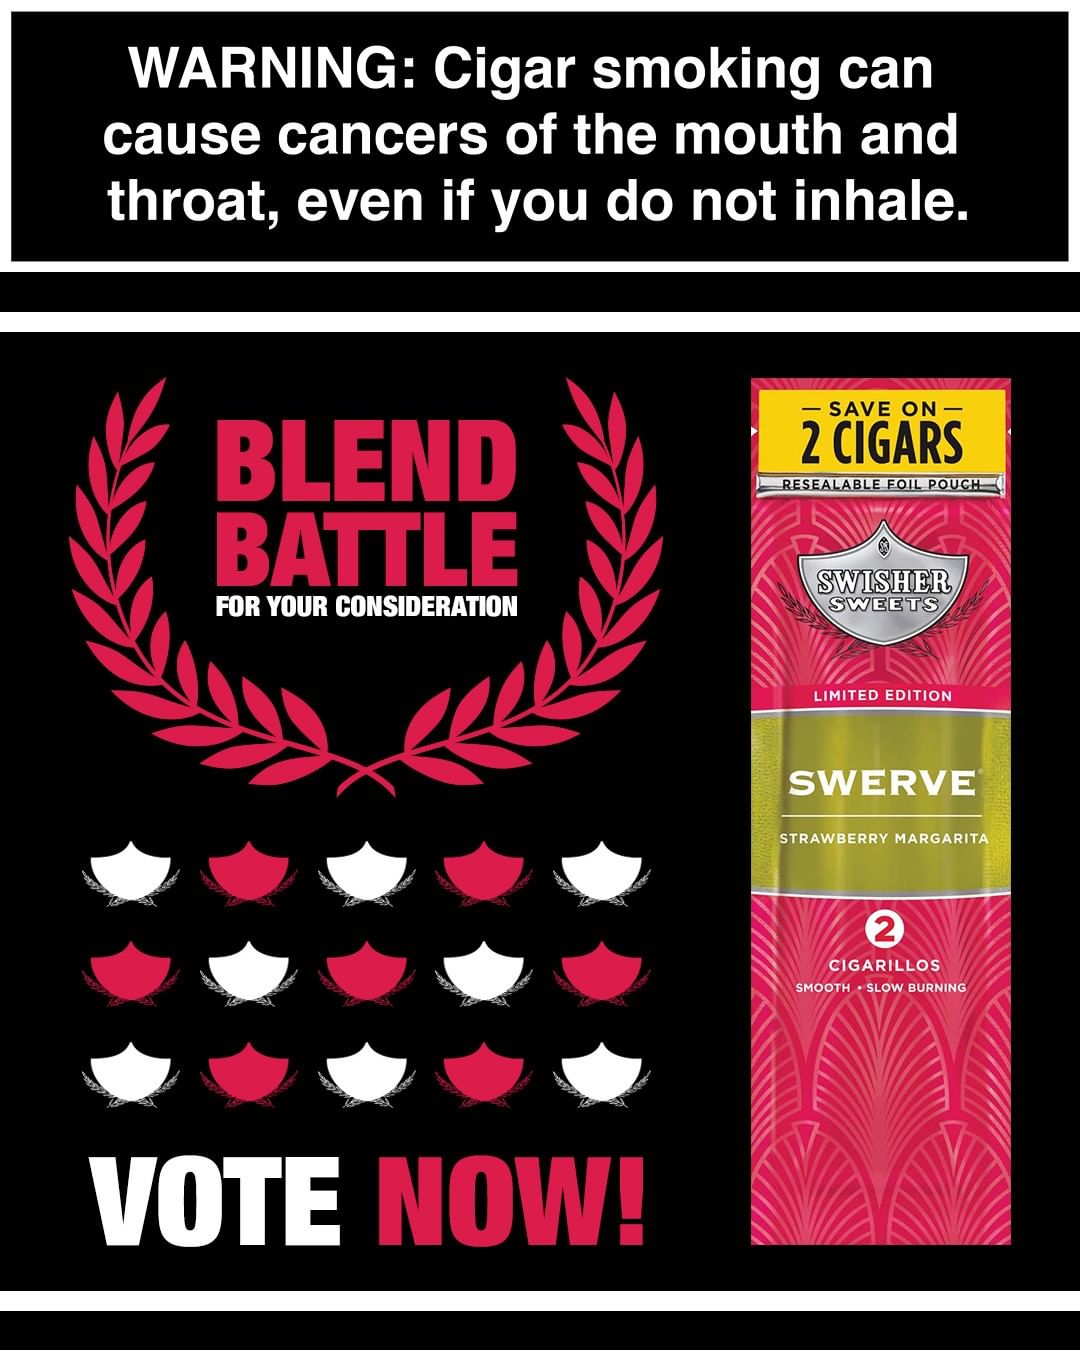 WARNING: Cigar smoking can
cause cancers of the mouth and
throat, even if you do not inhale.
BLEND
BATTLE
FOR YOUR CONSIDERATION
VOTE NOW!
— SAVE ON —
2 CIGARS
RESEALABLE FOIL POUCH
SWISHER
SWEETS
LIMITED EDITION
SWERVE®
STRAWBERRY MARGARITA
2
CIGARILLOS
SMOOTH • SLOW BURNING